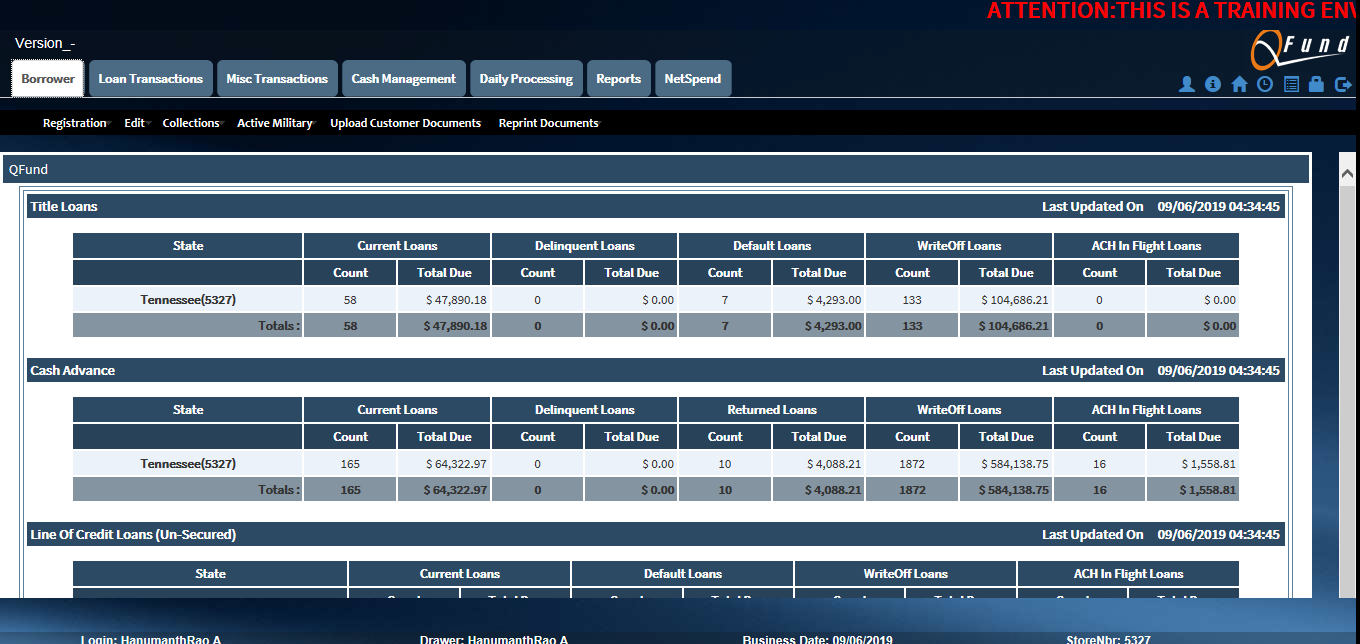 ATTENTION:THIS IS A TRAINING
Version_-
QFund
Borrower Loan Transactions Misc Transactions Cash Management Daily Processing Reports NetSpend
Registration Edit Collections Active Military Upload Customer Documents Reprint Documents
QFund
Title Loans Last Updated On 09/06/2019 04:34:45
State Current Loans Delinquent Loans Default Loans WriteOff Loans ACH In Flight Loans
Count Total Due Count Total Due Count Total Due Count Total Due Count Total Due
Tennessee(5327) 58 $ 47,890.18 0 $ 0.00 7 $ 4,293.00 133 $ 104,686.21 0 $ 0.00
Totals : 58 $ 47,890.18 0 $ 0.00 7 $ 4,293.00 133 $ 104,686.21 0 $ 0.00
Cash Advance Last Updated On 09/06/2019 04:34:45
State Current Loans Delinquent Loans Returned Loans WriteOff Loans ACH In Flight Loans
Count Total Due Count Total Due Count Total Due Count Total Due Count Total Due
Tennessee(5327) 165 $ 64,322.97 0 $ 0.00 10 $ 4,088.21 1872 $ 584,138.75 16 $ 1,558.81
Totals : 165 $ 64,322.97 0 $ 0.00 10 $ 4,088.21 1872 $ 584,138.75 16 $ 1,558.81
Line Of Credit Loans (Un-Secured) Last Updated On 09/06/2019 04:34:45
State Current Loans Default Loans WriteOff Loans ACH In Flight Loans
Login: HanumanthRao A Drawer: HanumanthRao A Business Date: 09/06/2019 StoreNbr: 5327